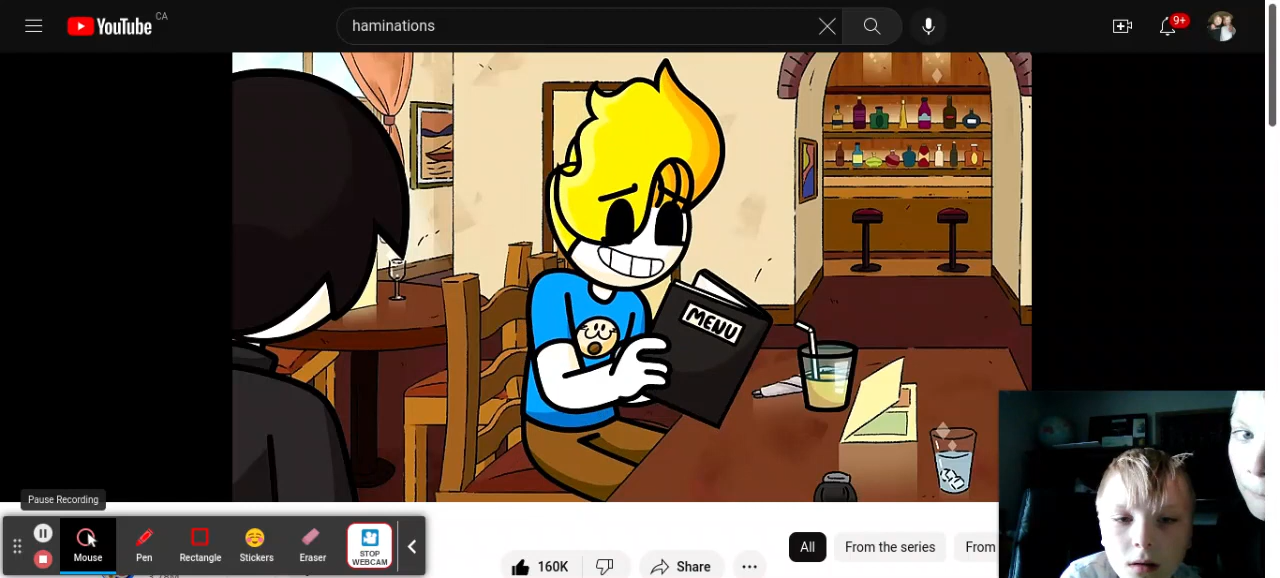 YouTube CA
haminations
9+
MENU
Pause Recording
Mouse
Pen
Rectangle
Stickers
Eraser
STOP
WEBCAM
160K
Share
All
From the series
From